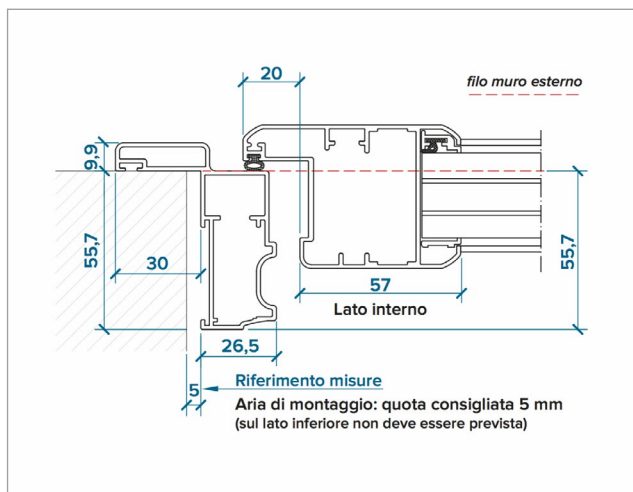 20
filo muro esterno
9,9
55,7
30
57
55,7
Lato interno
26,5
5
Riferimento misure
Aria di montaggio: quota consigliata 5 mm
(sul lato inferiore non deve essere prevista)